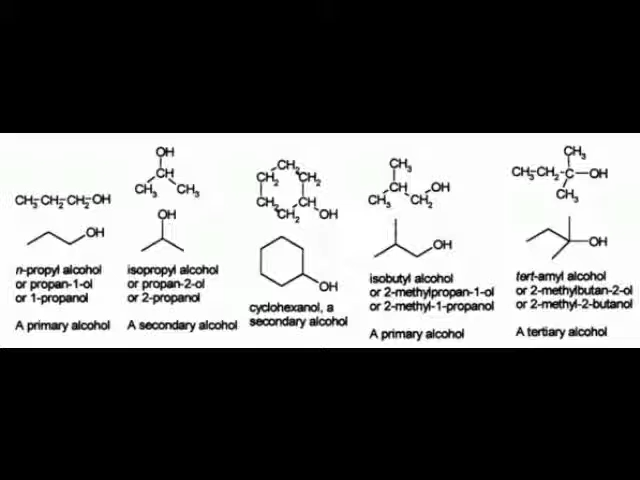 CH3-CH2-CH2-OH
OH
n-propyl alcohol
or propan-1-ol
or 1-propanol
A primary alcohol
OH
CH
CH3 CH3
OH
isopropyl alcohol
or propan-2-ol
or 2-propanol
A secondary alcohol
CH2
CH2 CH2
CH2 CH
CH2 OH
OH
cyclohexanol, a
secondary alcohol
CH3
CH OH
CH3 CH2
OH
isobutyl alcohol
or 2-methylpropan-1-ol
or 2-methyl-1-propanol
A primary alcohol
CH3
CH3CH2-C-OH
CH3
OH
tert-amyl alcohol
or 2-methylbutan-2-ol
or 2-methyl-2-butanol
A tertiary alcohol